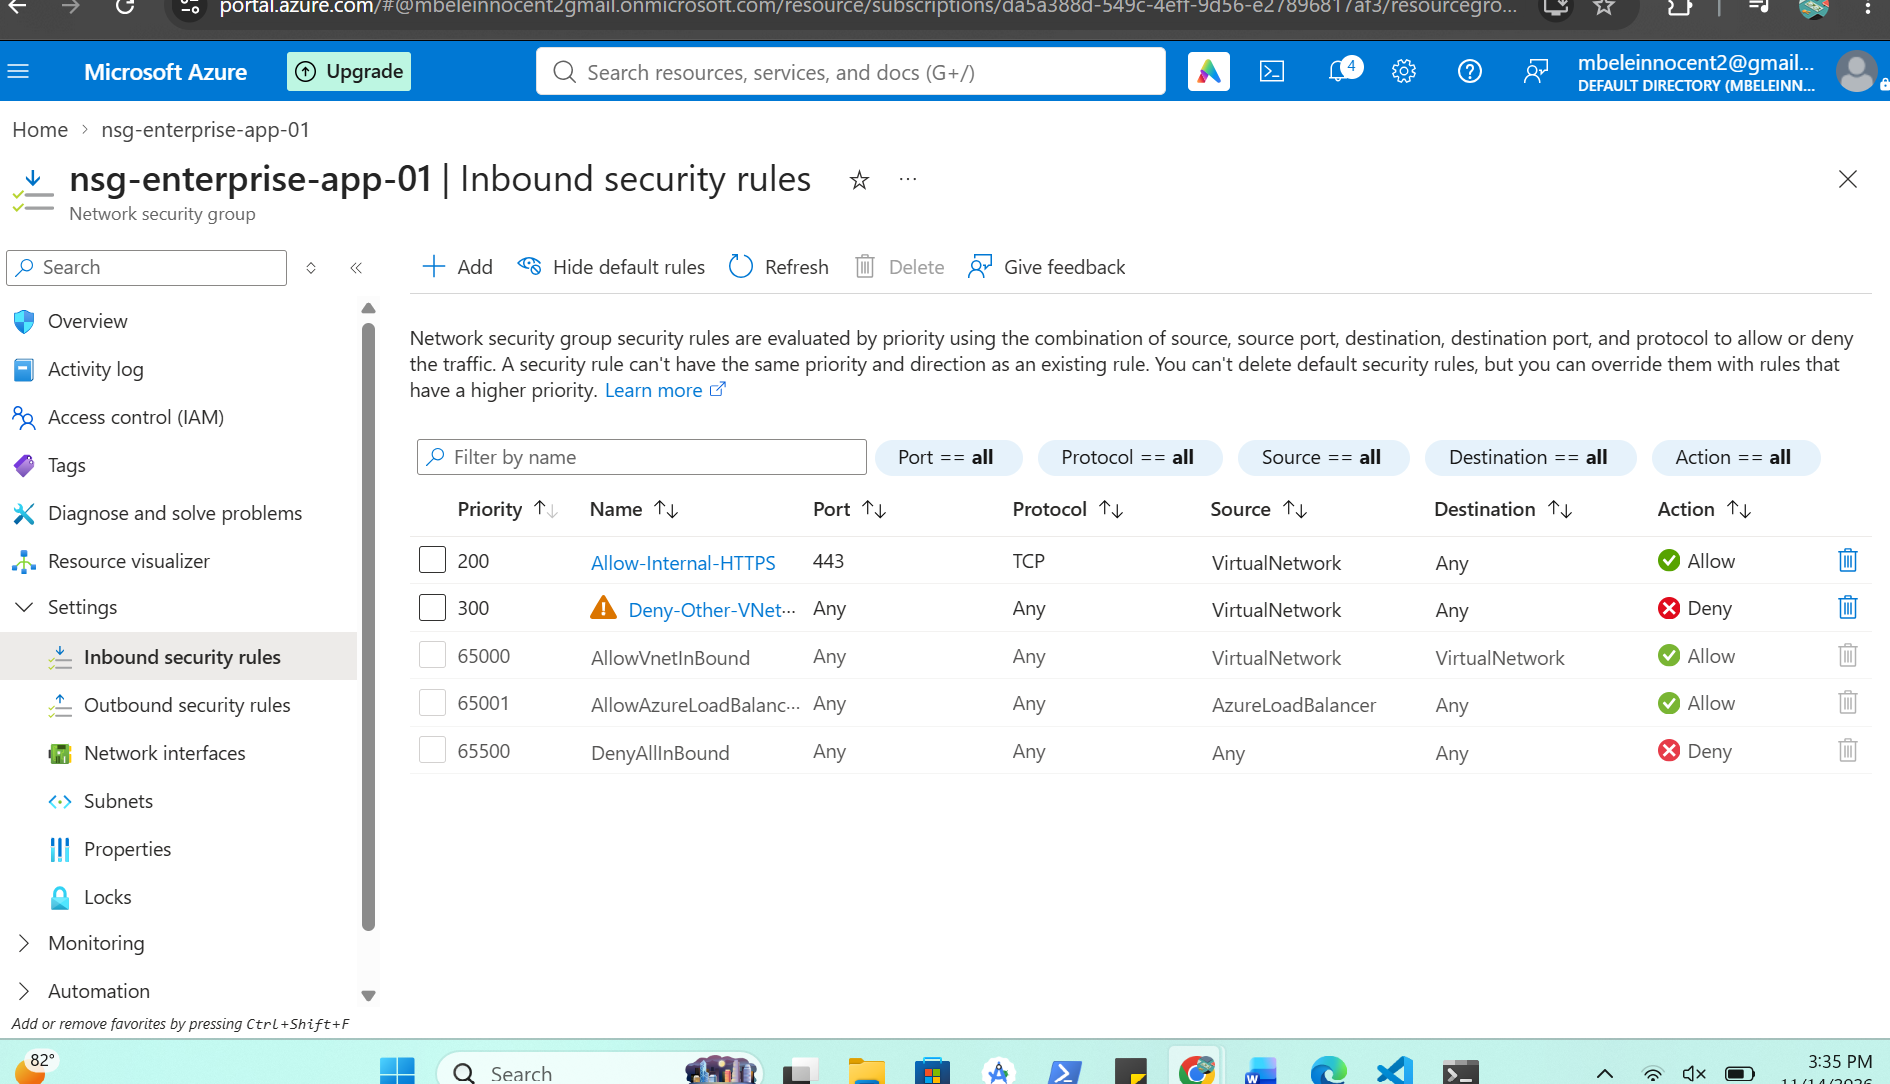 portal.azure.com/#@mbeleinnocent2gmail.onmicrosoft.com/resource/subscriptions/da5a388d-549c-4eff-9d56-e27896817af3/resourcegro...
Microsoft Azure
Upgrade
Search resources, services, and docs (G+/)
4
mbeleinnocent2@gmail...
DEFAULT DIRECTORY (MBELEINN...
Home > nsg-enterprise-app-01
nsg-enterprise-app-01 | Inbound security rules
...
Network security group
Search
Add
Hide default rules
Refresh
Delete
Give feedback
Overview
Activity log
Access control (IAM)
Tags
Diagnose and solve problems
Resource visualizer
Settings
Inbound security rules
Outbound security rules
Network interfaces
Subnets
Properties
Locks
Monitoring
Automation
Add or remove favorites by pressing Ctrl+Shift+F
Network security group security rules are evaluated by priority using the combination of source, source port, destination, destination port, and protocol to allow or deny
the traffic. A security rule can't have the same priority and direction as an existing rule. You can't delete default security rules, but you can override them with rules that
have a higher priority. Learn more
Filter by name
Port == all
Protocol == all
Source == all
Destination == all
Action == all
Priority Name Port Protocol Source Destination Action
200 Allow-Internal-HTTPS 443 TCP VirtualNetwork Any Allow
300 Deny-Other-VNet... Any Any VirtualNetwork Any Deny
65000 AllowVnetInBound Any Any VirtualNetwork VirtualNetwork Allow
65001 AllowAzureLoadBalanc... Any Any AzureLoadBalancer Any Allow
65500 DenyAllInBound Any Any Any Any Deny
82°
Search
3:35 PM